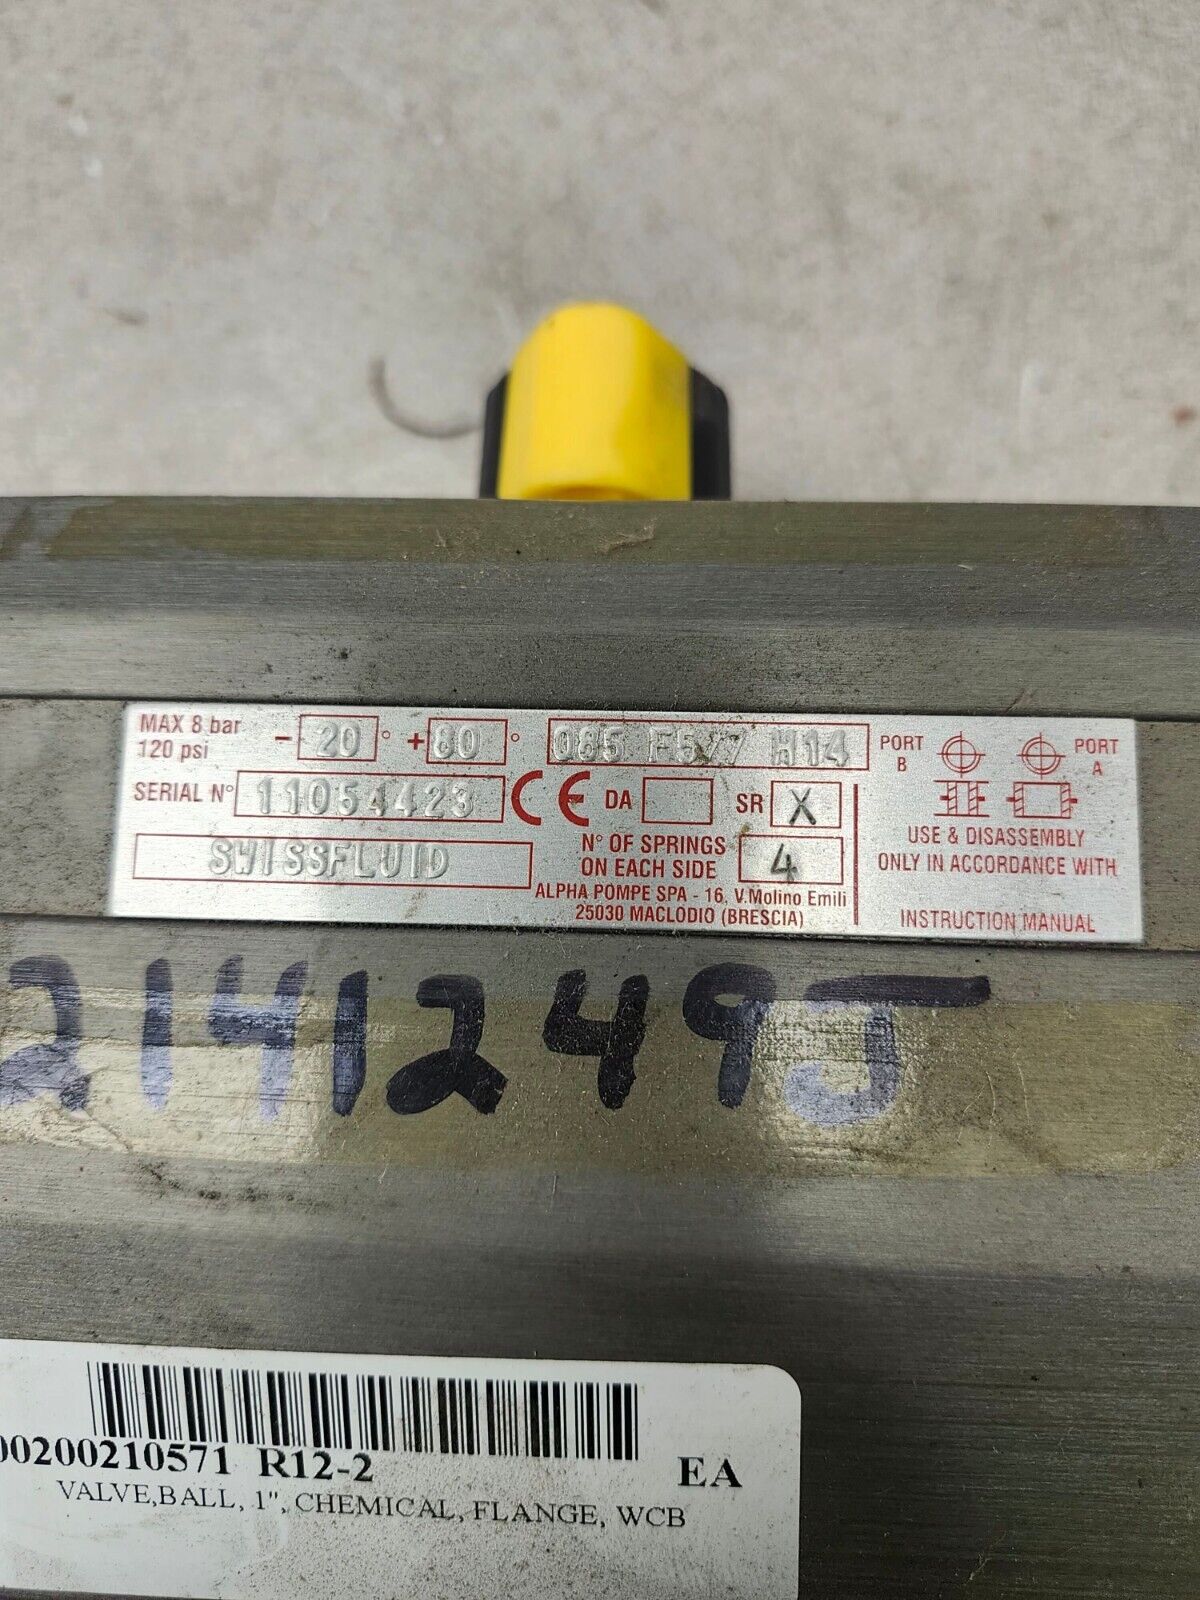 MAX 8 bar
120 psi
- 20 ° + 80 °
085 F5/7 H14
SERIAL N° 11054423
CE DA
SR X
SWISSFLUID
N° OF SPRINGS
ON EACH SIDE 4
ALPHA POMPE SPA - 16, V.Molino Emili
25030 MACLODIO (BRESCIA)
PORT
B
PORT
A
USE & DISASSEMBLY
ONLY IN ACCORDANCE WITH
INSTRUCTION MANUAL
2141249J
00200210571 R12-2 EA
VALVE,BALL, 1", CHEMICAL, FLANGE, WCB